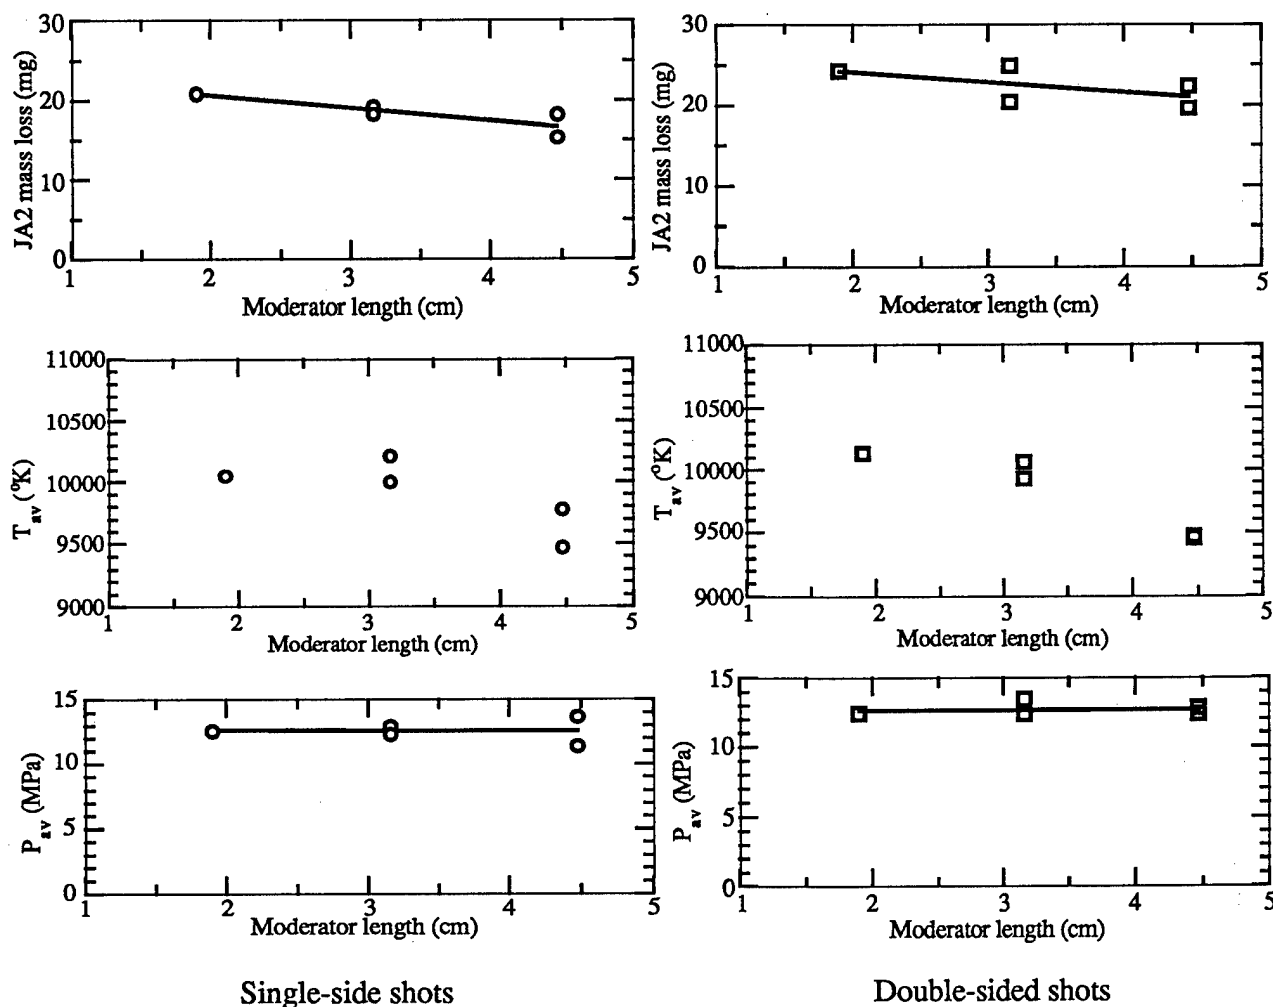 30
20
10
0
JA2 mass loss (mg)
1 2 3 4 5
Moderator length (cm)
30
20
10
0
JA2 mass loss (mg)
1 2 3 4 5
Moderator length (cm)
11000
10500
10000
9500
9000
Tav (°K)
1 2 3 4 5
Moderator length (cm)
11000
10500
10000
9500
9000
Tav (°K)
1 2 3 4 5
Moderator length (cm)
15
10
5
0
Pav (MPa)
1 2 3 4 5
Moderator length (cm)
15
10
5
0
Pav (MPa)
1 2 3 4 5
Moderator length (cm)
Single-side shots
Double-sided shots